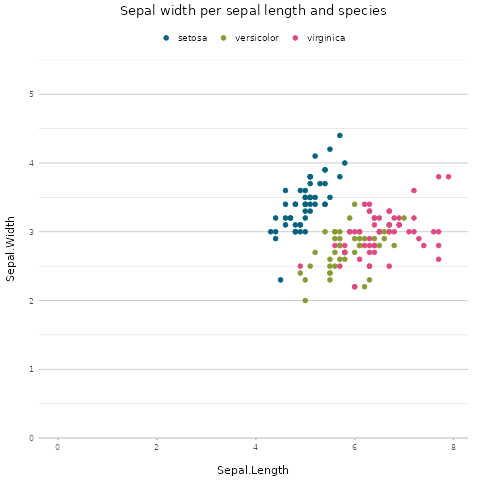 Sepal width per sepal length and species
setosa versicolor virginica
5
4
3
2
1
0
Sepal.Width
0 2 4 6 8
Sepal.Length